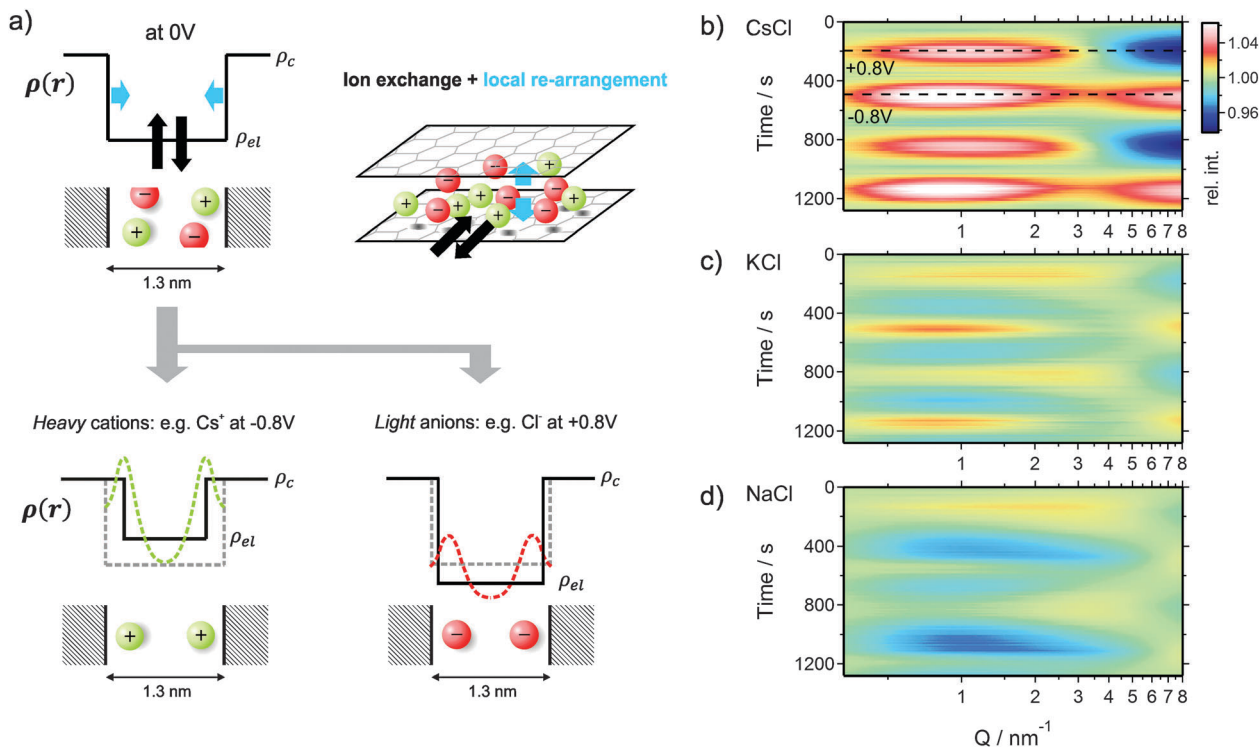 a)
at 0V
ρ(r)
ρc
ρel
− +
+ −
1.3 nm
Ion exchange + local re-arrangement
-- +
−
+ + − +
− + −
+
Heavy cations: e.g. Cs⁺ at -0.8V
ρ(r)
ρc
ρel
+ +
1.3 nm
Light anions: e.g. Cl⁻ at +0.8V
ρc
ρel
− −
1.3 nm
b) CsCl
Time / s
0
400
800
1200
+0.8V
-0.8V
1 2 3 4 5 6 7 8
1.04
1.00
0.96
rel. int.
c) KCl
Time / s
0
400
800
1200
1 2 3 4 5 6 7 8
d) NaCl
Time / s
0
400
800
1200
1 2 3 4 5 6 7 8
Q / nm⁻¹